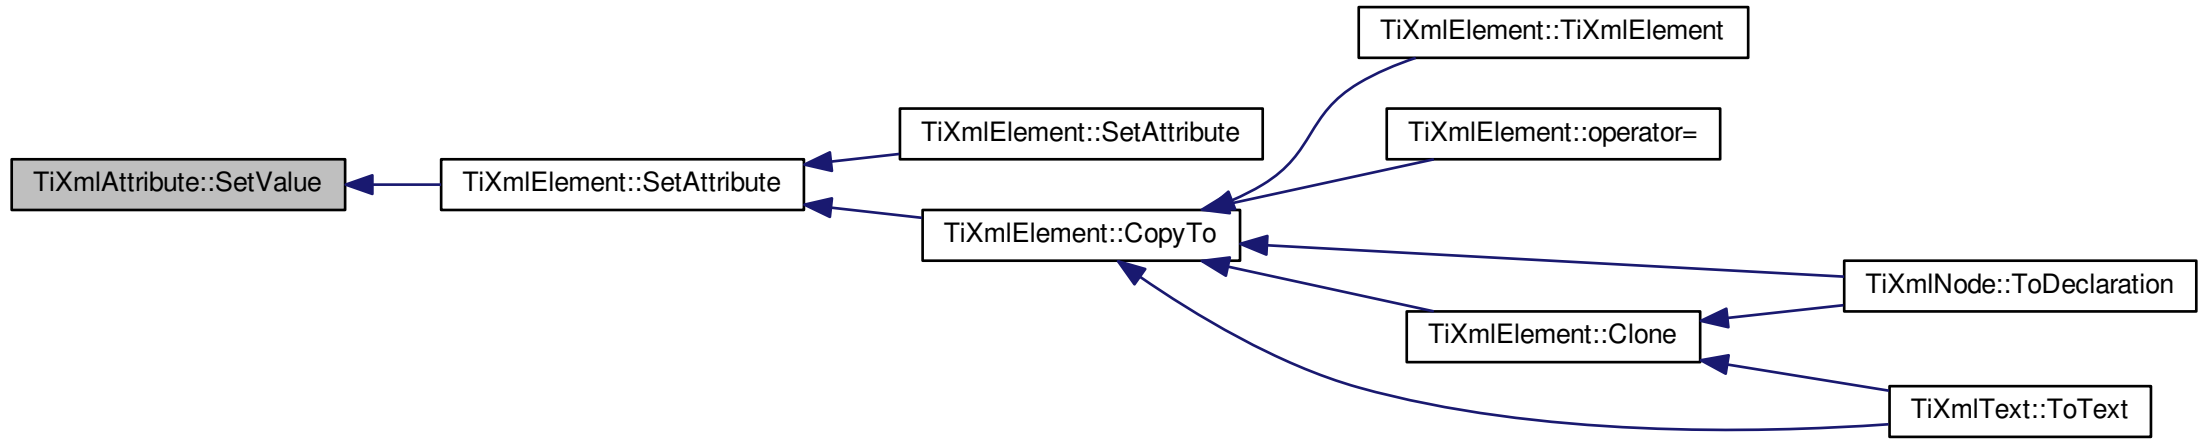 TiXmlElement::TiXmlElement
TiXmlElement::SetAttribute
TiXmlElement::operator=
TiXmlAttribute::SetValue
TiXmlElement::SetAttribute
TiXmlElement::CopyTo
TiXmlNode::ToDeclaration
TiXmlElement::Clone
TiXmlText::ToText